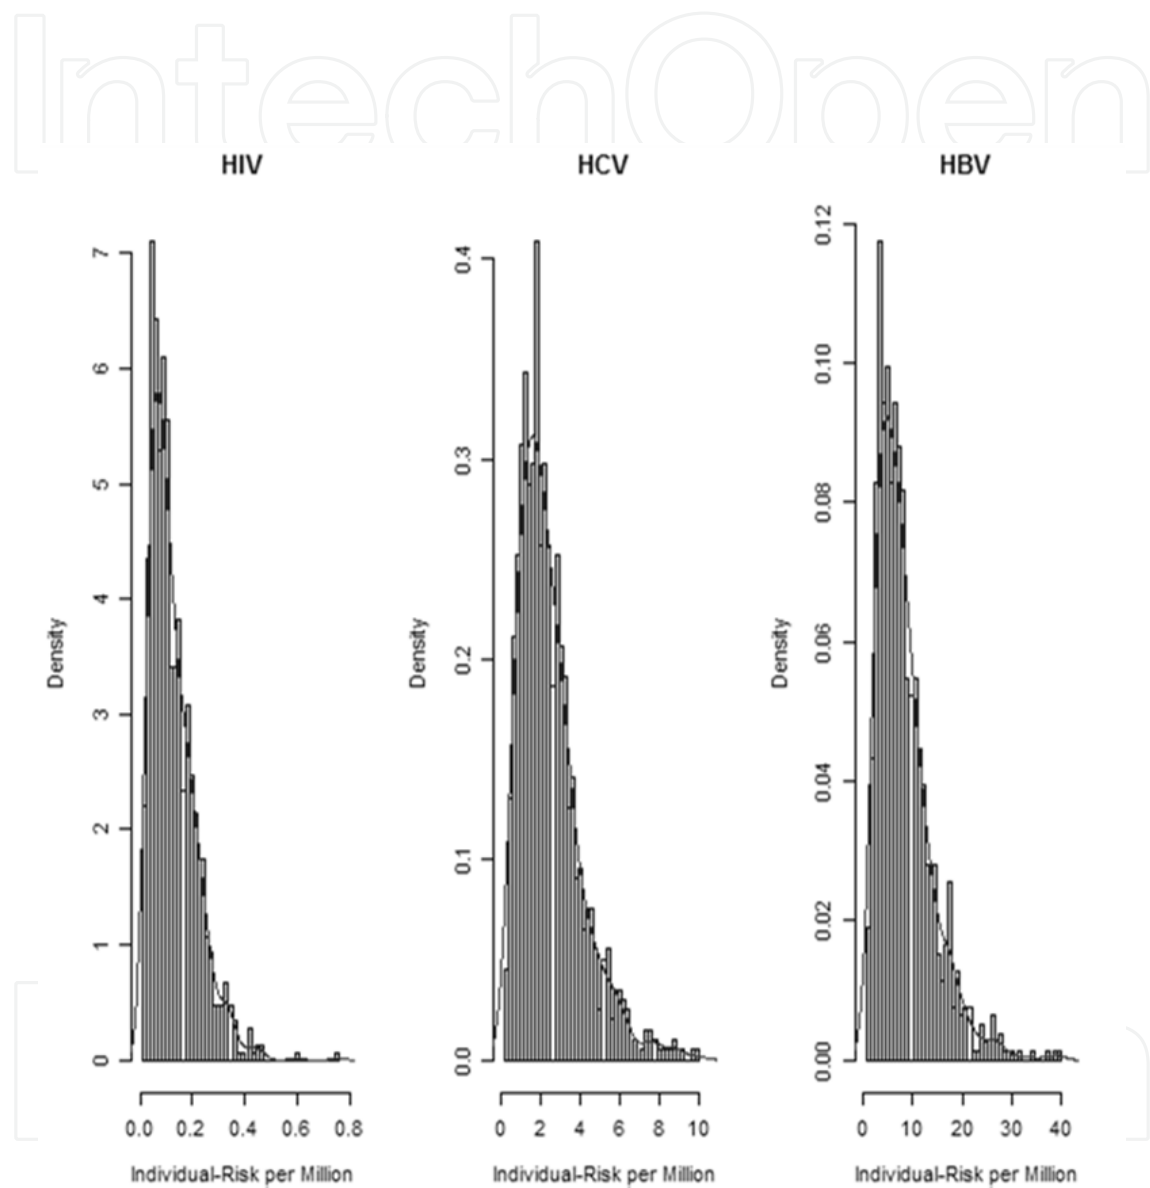 IntechOpen
HIV HCV HBV
Density
7
6
5
4
3
2
1
0
0.0 0.2 0.4 0.6 0.8
Individual-Risk per Million
Density
0.4
0.3
0.2
0.1
0.0
0 2 4 6 8 10
Individual-Risk per Million
Density
0.12
0.10
0.08
0.06
0.04
0.02
0.00
0 10 20 30 40
Individual-Risk per Million